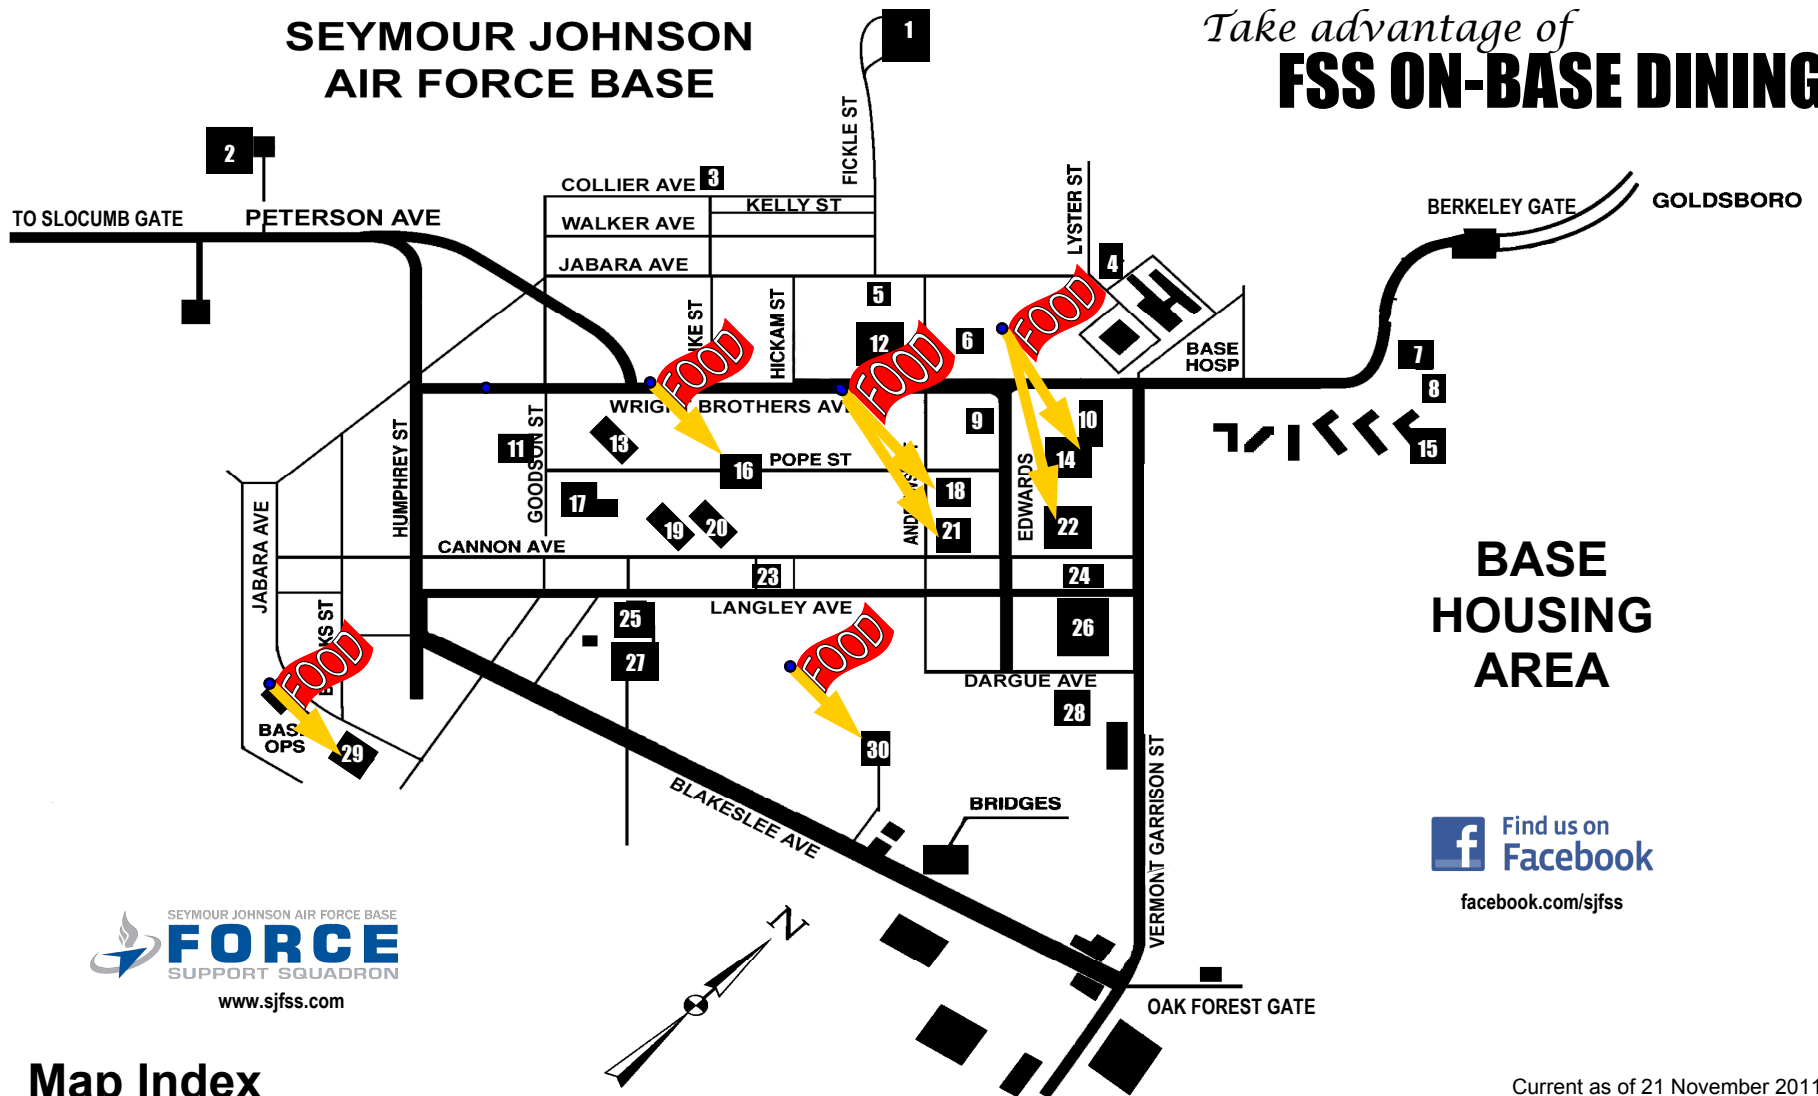 SEYMOUR JOHNSON
AIR FORCE BASE
Take advantage of
FSS ON-BASE DINING
1
2
3
COLLIER AVE
KELLY ST
WALKER AVE
JABARA AVE
FICKLE ST
LYSTER ST
TO SLOCUMB GATE
PETERSON AVE
BERKELEY GATE
GOLDSBORO
4
5
6
12
HICKAM ST
FOOD
FOOD
FOOD
BASE
HOSP
7
8
WRIGHT BROTHERS AVE
9
10
11
13
14
15
16
POPE ST
17
18
19
20
21
22
HUMPHREY ST
GOODSON ST
EDWARDS
JABARA AVE
CANNON AVE
23
24
LANGLEY AVE
25
26
27
FOOD
FOOD
DARGUE AVE
28
BASE
OPS
29
30
BLAKESLEE AVE
BRIDGES
VERMONT GARRISON ST
BASE
HOUSING
AREA
Find us on
Facebook
facebook.com/sjfss
SEYMOUR JOHNSON AIR FORCE BASE
FORCE
SUPPORT SQUADRON
www.sjfss.com
N
OAK FOREST GATE
Map Index
Current as of 21 November 2011